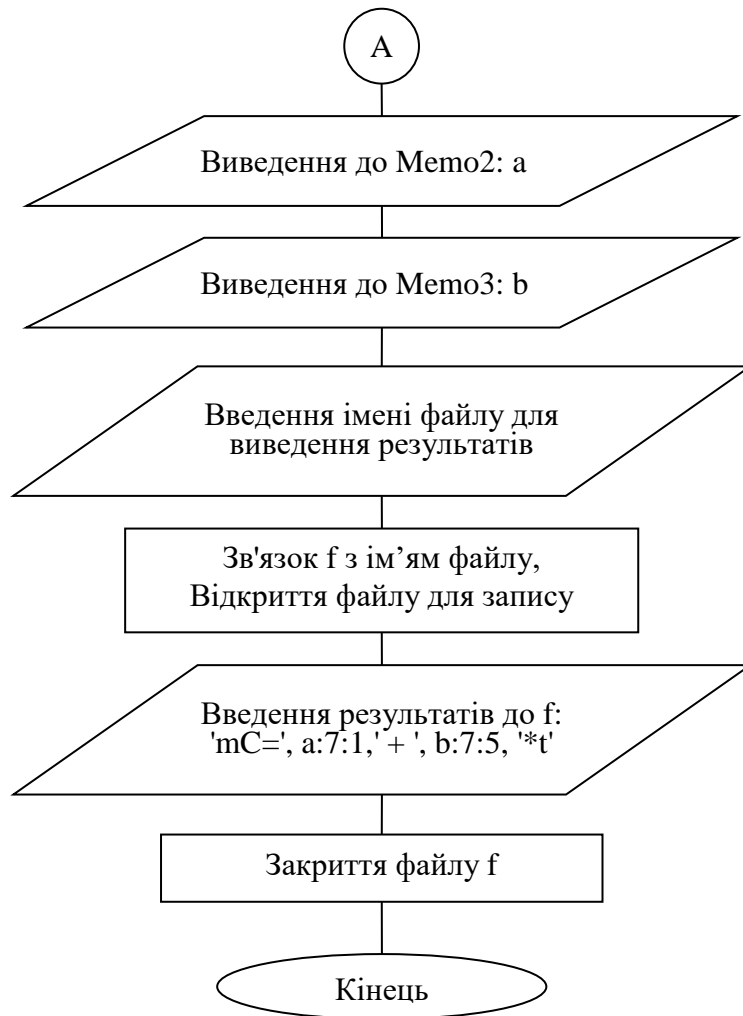 А
Виведення до Memo2: a
Виведення до Memo3: b
Введення імені файлу для
виведення результатів
Зв'язок f з ім’ям файлу,
Відкриття файлу для запису
Введення результатів до f:
'mC=', a:7:1,' + ', b:7:5, '*t'
Закриття файлу f
Кінець